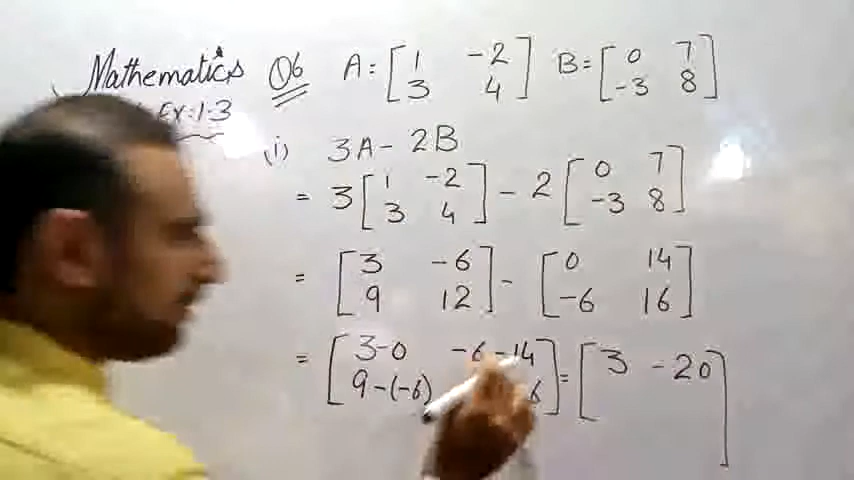 Mathematics Q6 A = [ 1 -2 ] B = [ 0 7 ]
Ex:1.3 [ 3 4 ] [ -3 8 ]
(i) 3A - 2B
= 3 [ 1 -2 ] - 2 [ 0 7 ]
[ 3 4 ] [ -3 8 ]
= [ 3 -6 ] - [ 0 14 ]
[ 9 12 ] [ -6 16 ]
= [ 3-0 -6-14 ] = [ 3 -20 ]
[ 9-(-6) 6 ]